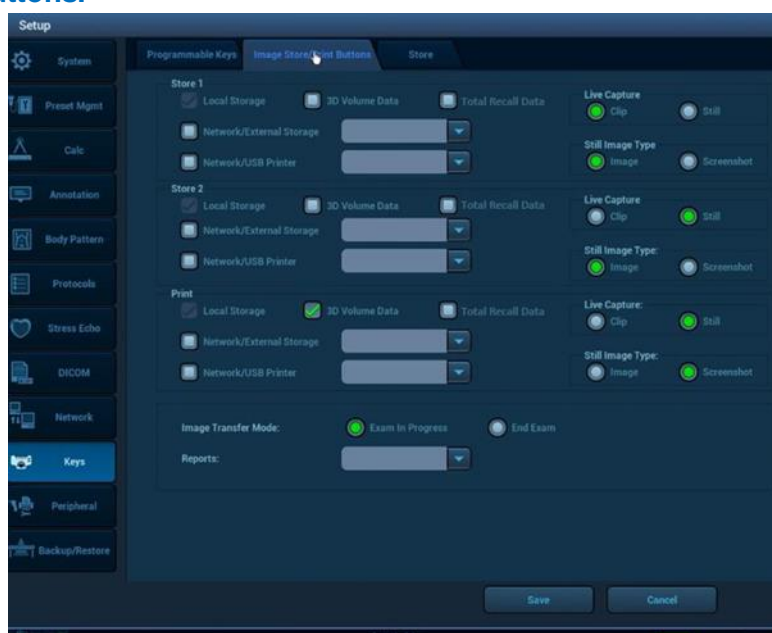 uttons.
Setup
System
Preset Mgmt
Calc
Annotation
Body Pattern
Protocols
Stress Echo
DICOM
Network
Keys
Peripheral
Backup/Restore
Programmable Keys Image Store/Print Buttons Store
Store 1
Local Storage 3D Volume Data Total Recall Data
Network/External Storage
Network/USB Printer
Live Capture
Clip Still
Still Image Type
Image Screenshot
Store 2
Local Storage 3D Volume Data Total Recall Data
Network/External Storage
Network/USB Printer
Live Capture
Clip Still
Still Image Type:
Image Screenshot
Print
Local Storage 3D Volume Data Total Recall Data
Network/External Storage
Network/USB Printer
Live Capture:
Clip Still
Still Image Type:
Image Screenshot
Image Transfer Mode: Exam In Progress End Exam
Reports:
Save Cancel